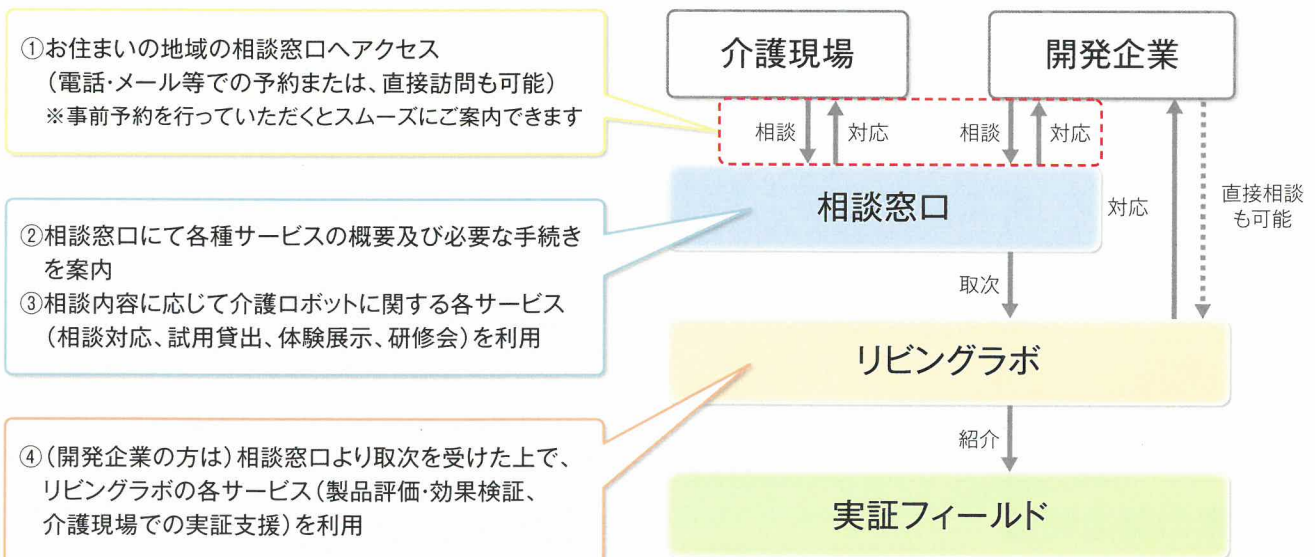 ①お住まいの地域の相談窓口へアクセス
（電話・メール等での予約または、直接訪問も可能）
※事前予約を行っていただくとスムーズにご案内できます
②相談窓口にて各種サービスの概要及び必要な手続き
を案内
③相談内容に応じて介護ロボットに関する各サービス
（相談対応、試用貸出、体験展示、研修会）を利用
④（開発企業の方は）相談窓口より取次を受けた上で、
リビングラボの各サービス（製品評価・効果検証、
介護現場での実証支援）を利用
介護現場
開発企業
相談
対応
相談
対応
相談窓口
対応
直接相談
も可能
取次
リビングラボ
紹介
実証フィールド